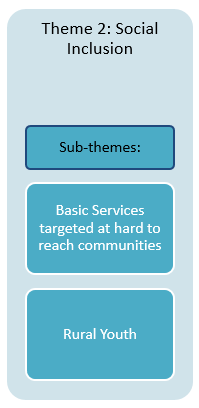 Theme 2: Social
Inclusion
Sub-themes:
Basic Services
targeted at hard to
reach communities
Rural Youth